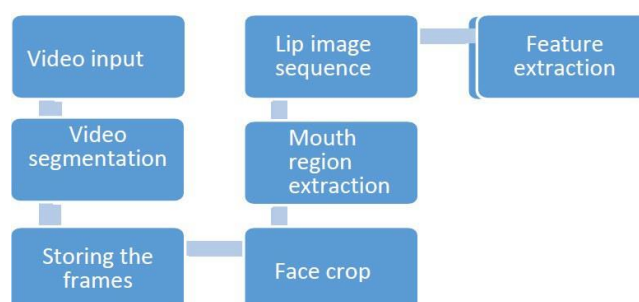 Video input
Video
segmentation
Storing the
frames
Face crop
Mouth
region
extraction
Lip image
sequence
Feature
extraction